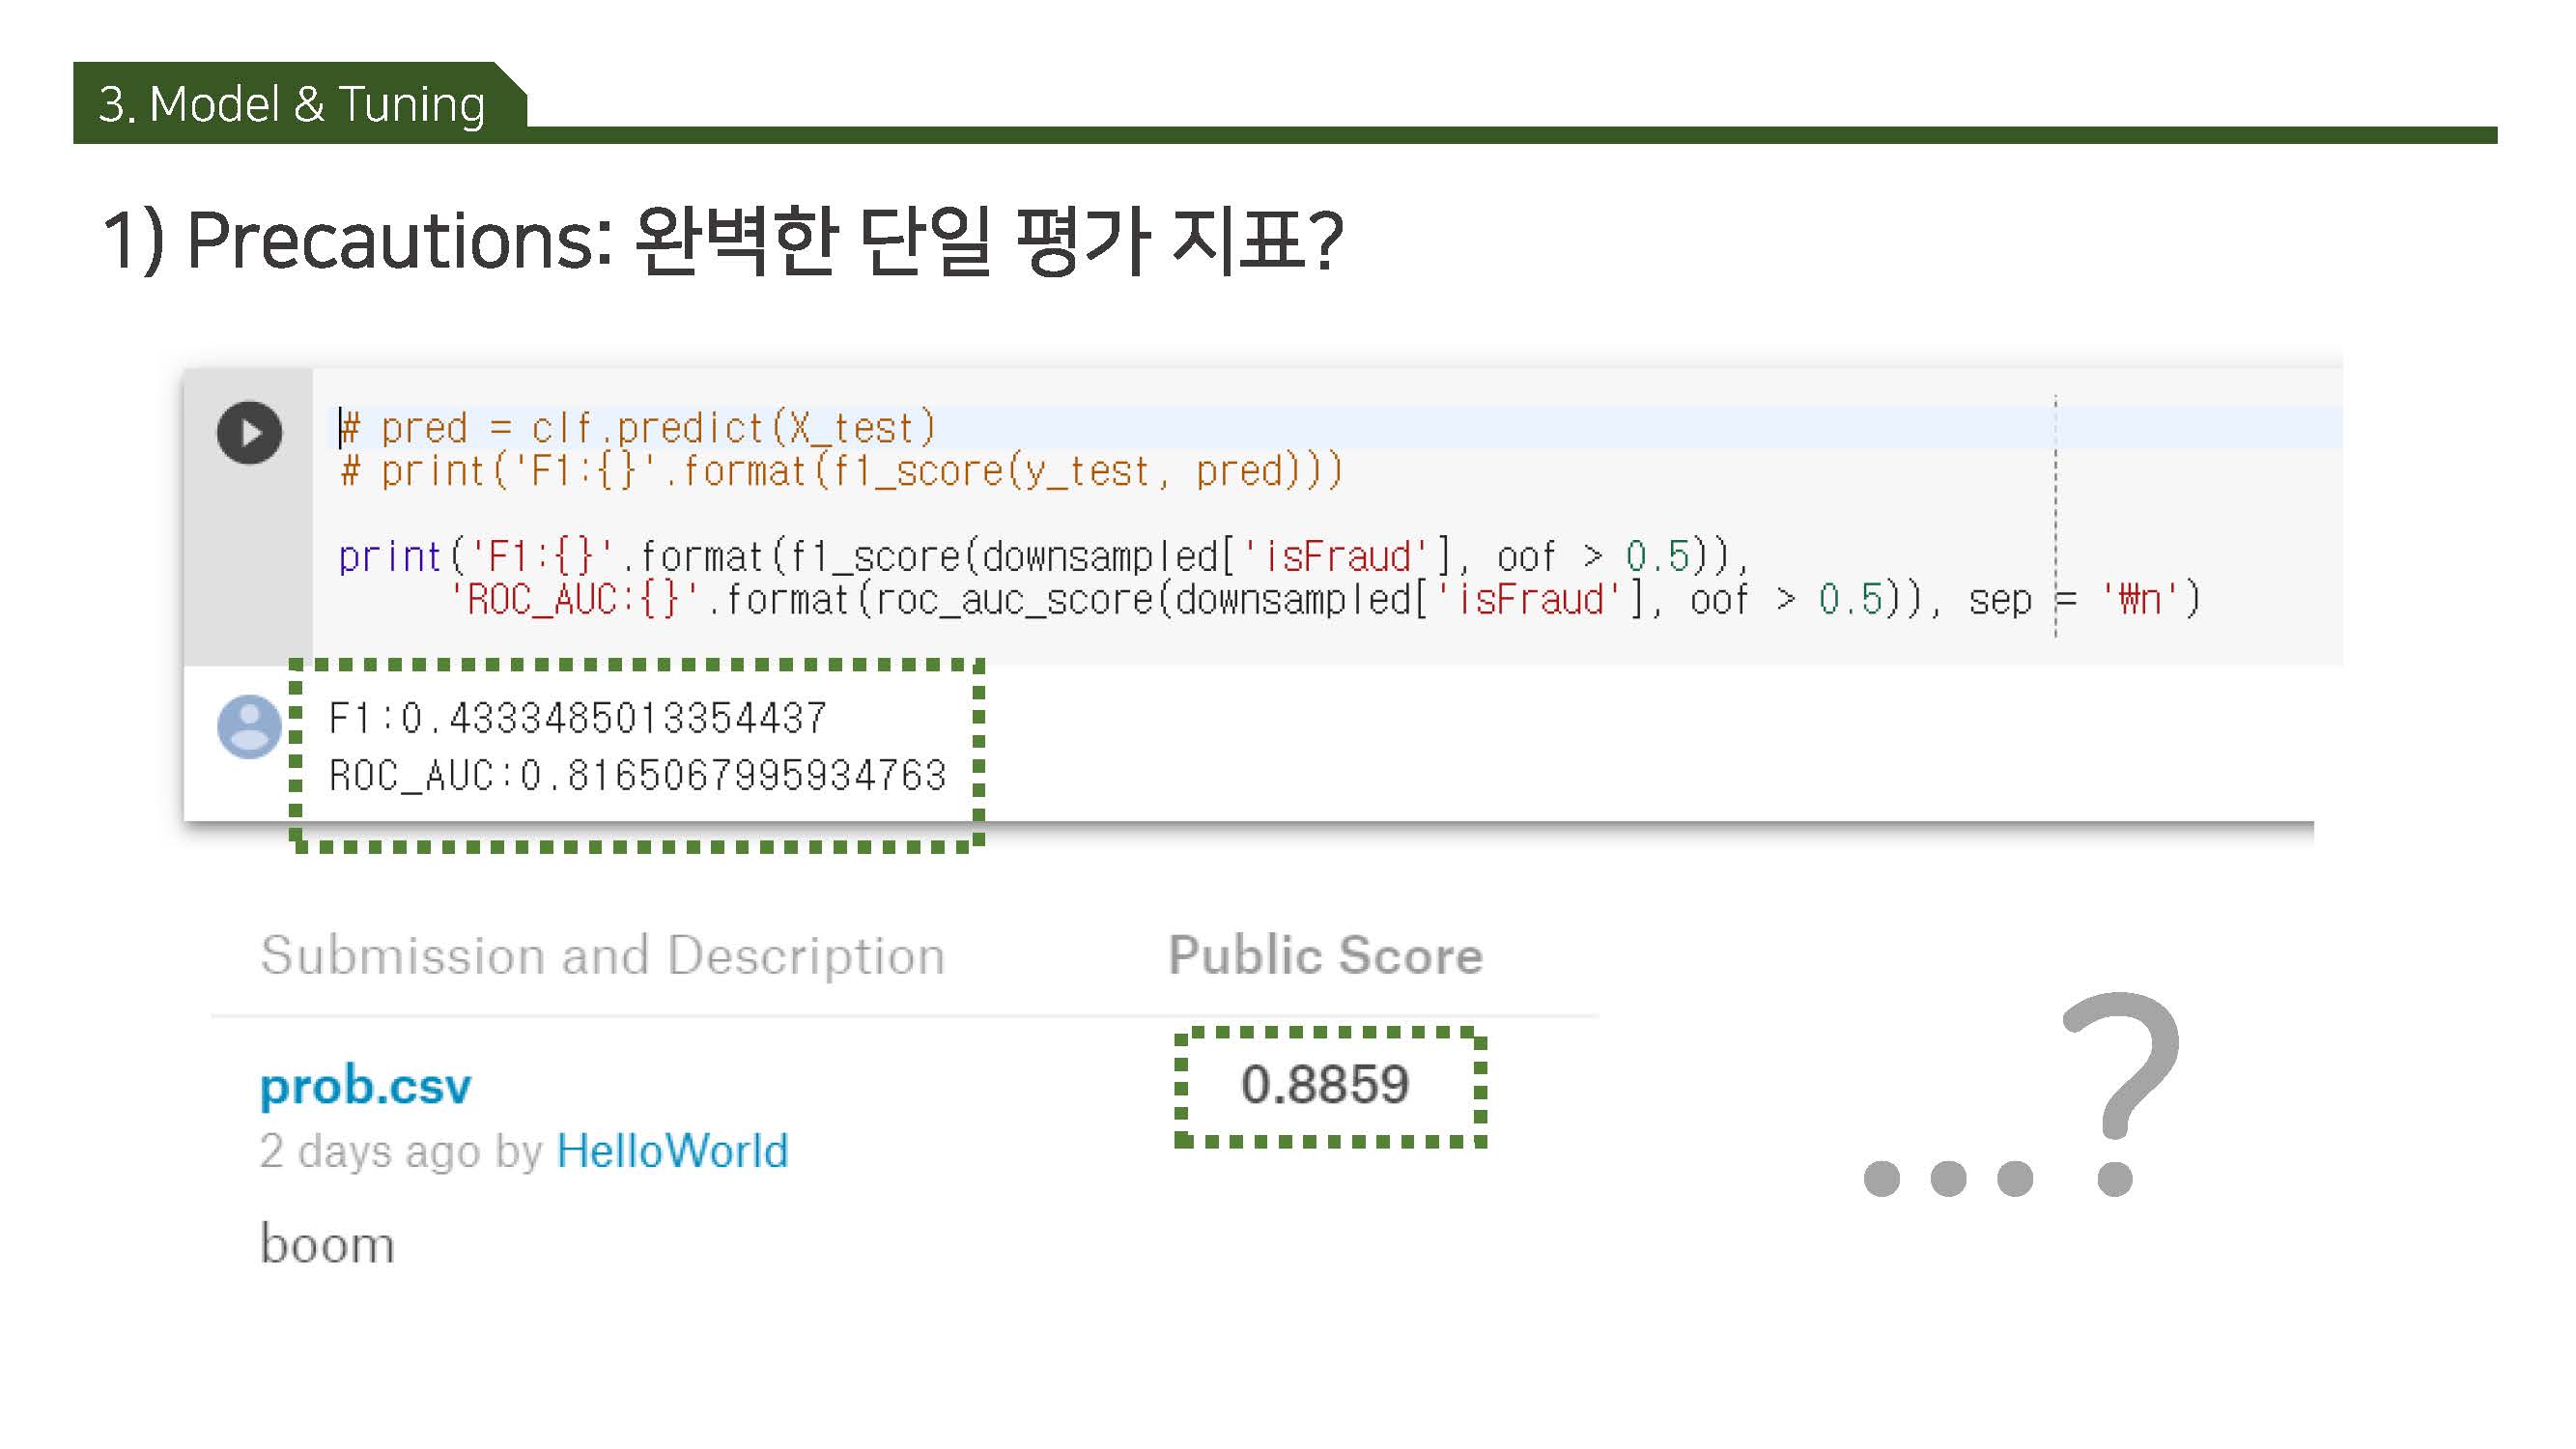 3. Model & Tuning
1) Precautions: 완벽한 단일 평가 지표?
# pred = clf.predict(X_test)
# print('F1:{}'.format(f1_score(y_test, pred)))
print('F1:{}'.format(f1_score(downsampled['isFraud'], oof > 0.5)),
'ROC_AUC:{}'.format(roc_auc_score(downsampled['isFraud'], oof > 0.5)), sep = '₩n')
F1:0.4333485013354437
ROC_AUC:0.8165067995934763
Submission and Description Public Score
prob.csv 0.8859
2 days ago by HelloWorld
boom
...?